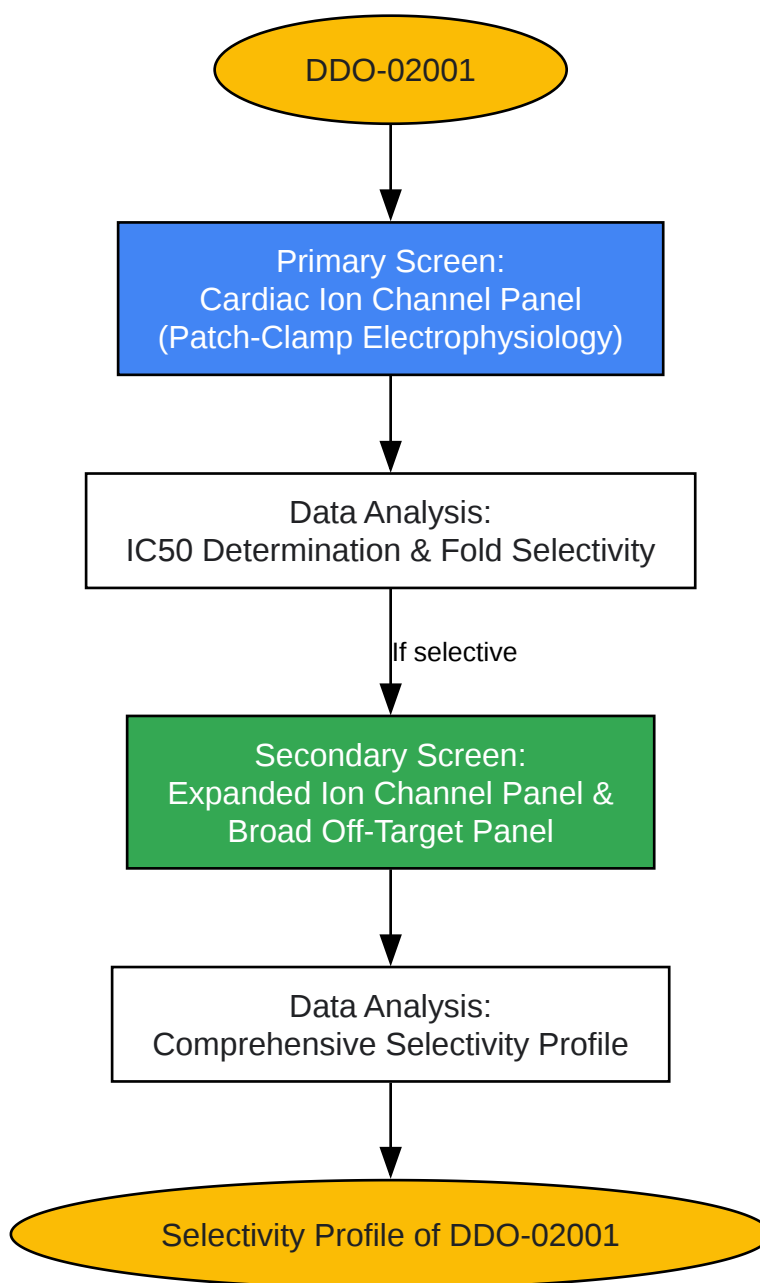 DDO-02001
Primary Screen:
Cardiac Ion Channel Panel
(Patch-Clamp Electrophysiology)
Data Analysis:
IC50 Determination & Fold Selectivity
If selective
Secondary Screen:
Expanded Ion Channel Panel &
Broad Off-Target Panel
Data Analysis:
Comprehensive Selectivity Profile
Selectivity Profile of DDO-02001